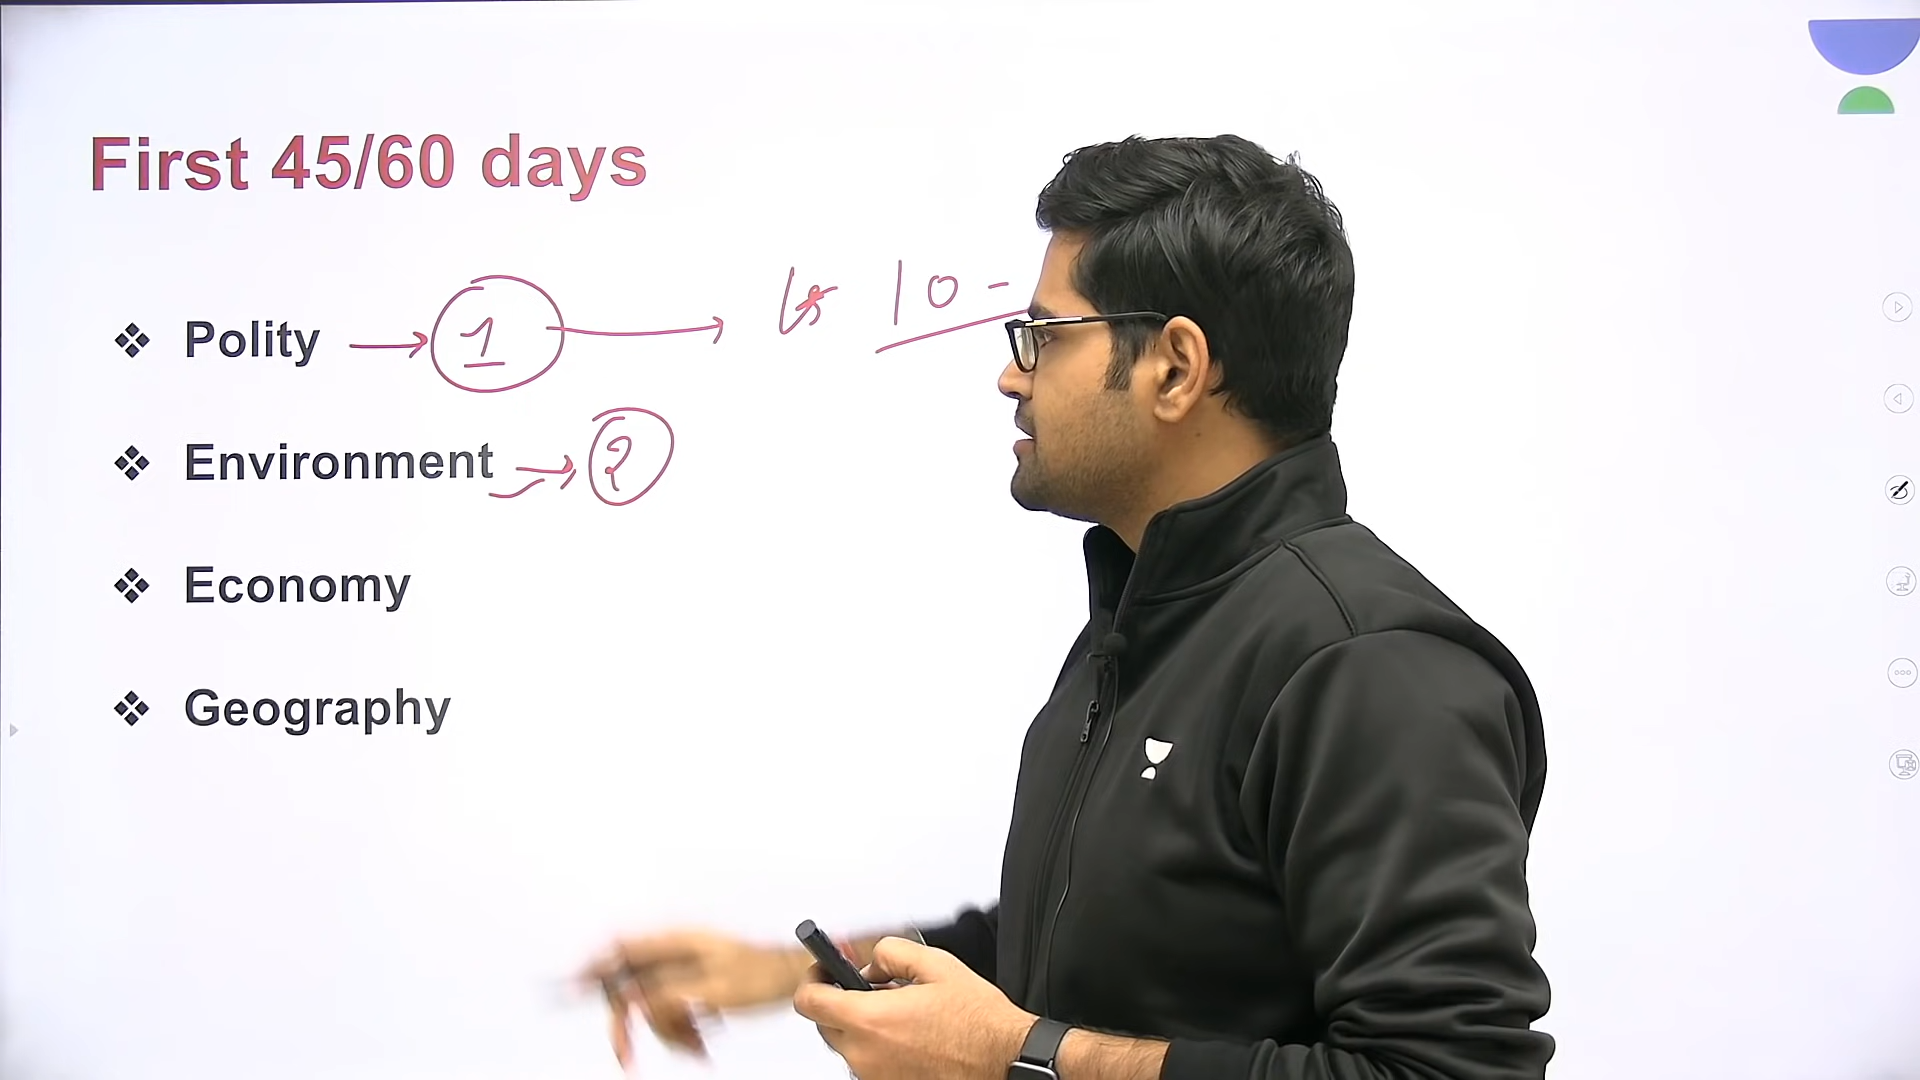 First 45/60 days
❖ Polity → 1 → 10 -
❖ Environment → 2
❖ Economy
❖ Geography